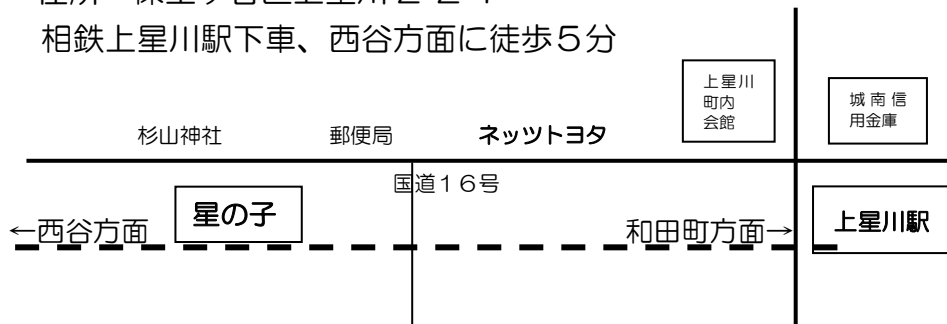 相鉄上星川駅下車、西谷方面に徒歩５分
上星川
町内
会館
城南信
用金庫
杉山神社
郵便局
ネッツトヨタ
国道１６号
星の子
←西谷方面
和田町方面→
上星川駅